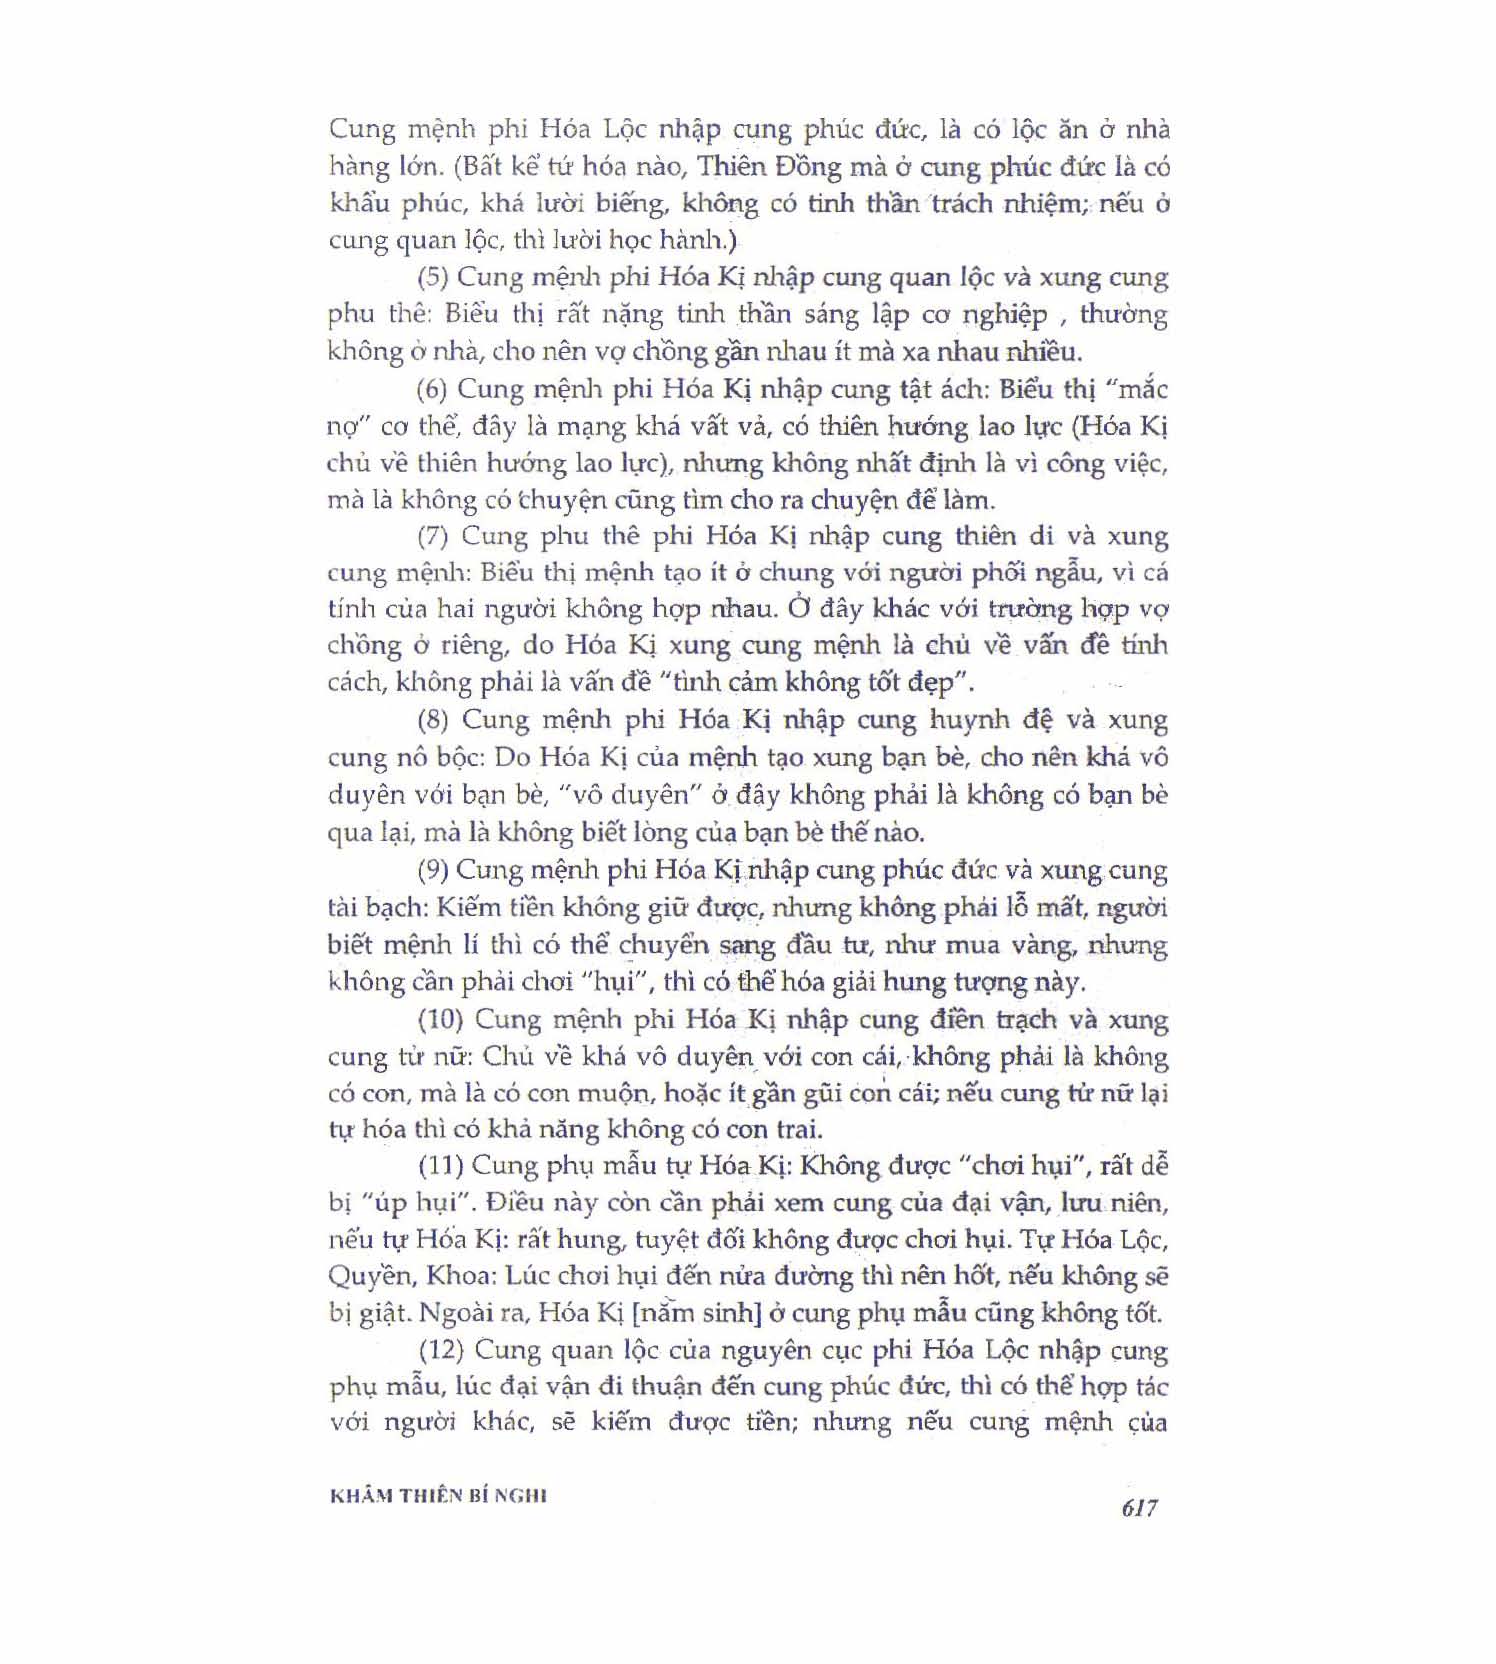 Cung mệnh phi Hóa Lộc nhập cung phúc đức, là có lộc ăn ở nhà
hàng lớn. (Bất kể tứ hóa nào, Thiên Đồng mà ở cung phúc đức là có
khẩu phúc, khá lười biếng, không có tinh thần trách nhiệm; nếu ở
cung quan lộc, thì lười học hành.)
(5) Cung mệnh phi Hóa Kị nhập cung quan lộc và xung cung
phu thê: Biểu thị rất nặng tinh thần sáng lập cơ nghiệp , thường
không ở nhà, cho nên vợ chồng gần nhau ít mà xa nhau nhiều.
(6) Cung mệnh phi Hóa Kị nhập cung tật ách: Biểu thị "mắc
nợ" cơ thể, đây là mạng khá vất vả, có thiên hướng lao lực (Hóa Kị
chủ về thiên hướng lao lực), nhưng không nhất định là vì công việc,
mà là không có chuyện cũng tìm cho ra chuyện để làm.
(7) Cung phu thê phi Hóa Kị nhập cung thiên di và xung
cung mệnh: Biểu thị mệnh tạo ít ở chung với người phối ngẫu, vì cá
tính của hai người không hợp nhau. Ở đây khác với trường hợp vợ
chồng ở riêng, do Hóa Kị xung cung mệnh là chủ về vấn đề tính
cách, không phải là vấn đề "tình cảm không tốt đẹp".
(8) Cung mệnh phi Hóa Kị nhập cung huynh đệ và xung
cung nô bộc: Do Hóa Kị của mệnh tạo xung bạn bè, cho nên khá vô
duyên với bạn bè, "vô duyên" ở đây không phải là không có bạn bè
qua lại, mà là không biết lòng của bạn bè thế nào.
(9) Cung mệnh phi Hóa Kị nhập cung phúc đức và xung cung
tài bạch: Kiếm tiền không giữ được, nhưng không phải lỗ mất, người
biết mệnh lí thì có thể chuyển sang đầu tư, như mua vàng, nhưng
không cần phải chơi "hụi", thì có thể hóa giải hung tượng này.
(10) Cung mệnh phi Hóa Kị nhập cung điền trạch và xung
cung tử nữ: Chủ về khá vô duyên với con cái, không phải là không
có con, mà là có con muộn, hoặc ít gần gũi con cái; nếu cung tử nữ lại
tự hóa thì có khả năng không có con trai.
(11) Cung phụ mẫu tự Hóa Kị: Không được "chơi hụi", rất dễ
bị "úp hụi". Điều này còn cần phải xem cung của đại vận, lưu niên,
nếu tự Hóa Kị: rất hung, tuyệt đối không được chơi hụi. Tự Hóa Lộc,
Quyền, Khoa: Lúc chơi hụi đến nửa đường thì nên hốt, nếu không sẽ
bị giật. Ngoài ra, Hóa Kị [năm sinh] ở cung phụ mẫu cũng không tốt.
(12) Cung quan lộc của nguyên cục phi Hóa Lộc nhập cung
phụ mẫu, lúc đại vận đi thuận đến cung phúc đức, thì có thể hợp tác
với người khác, sẽ kiếm được tiền; nhưng nếu cung mệnh của
KHÂM THIÊN BÍ NGHI
617